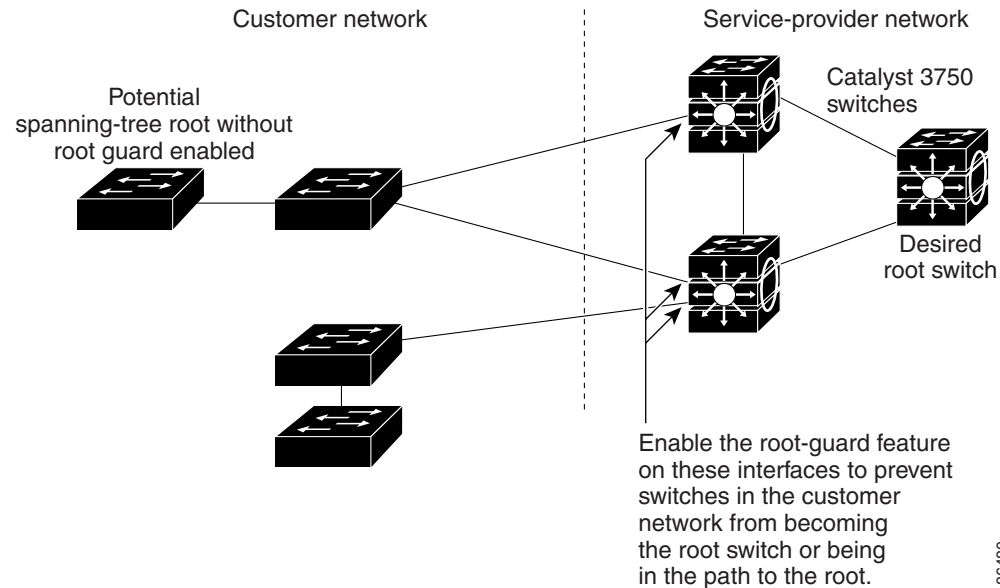 Customer network
Service-provider network
Potential
spanning-tree root without
root guard enabled
Catalyst 3750
switches
Desired
root switch
Enable the root-guard feature
on these interfaces to prevent
switches in the customer
network from becoming
the root switch or being
in the path to the root.